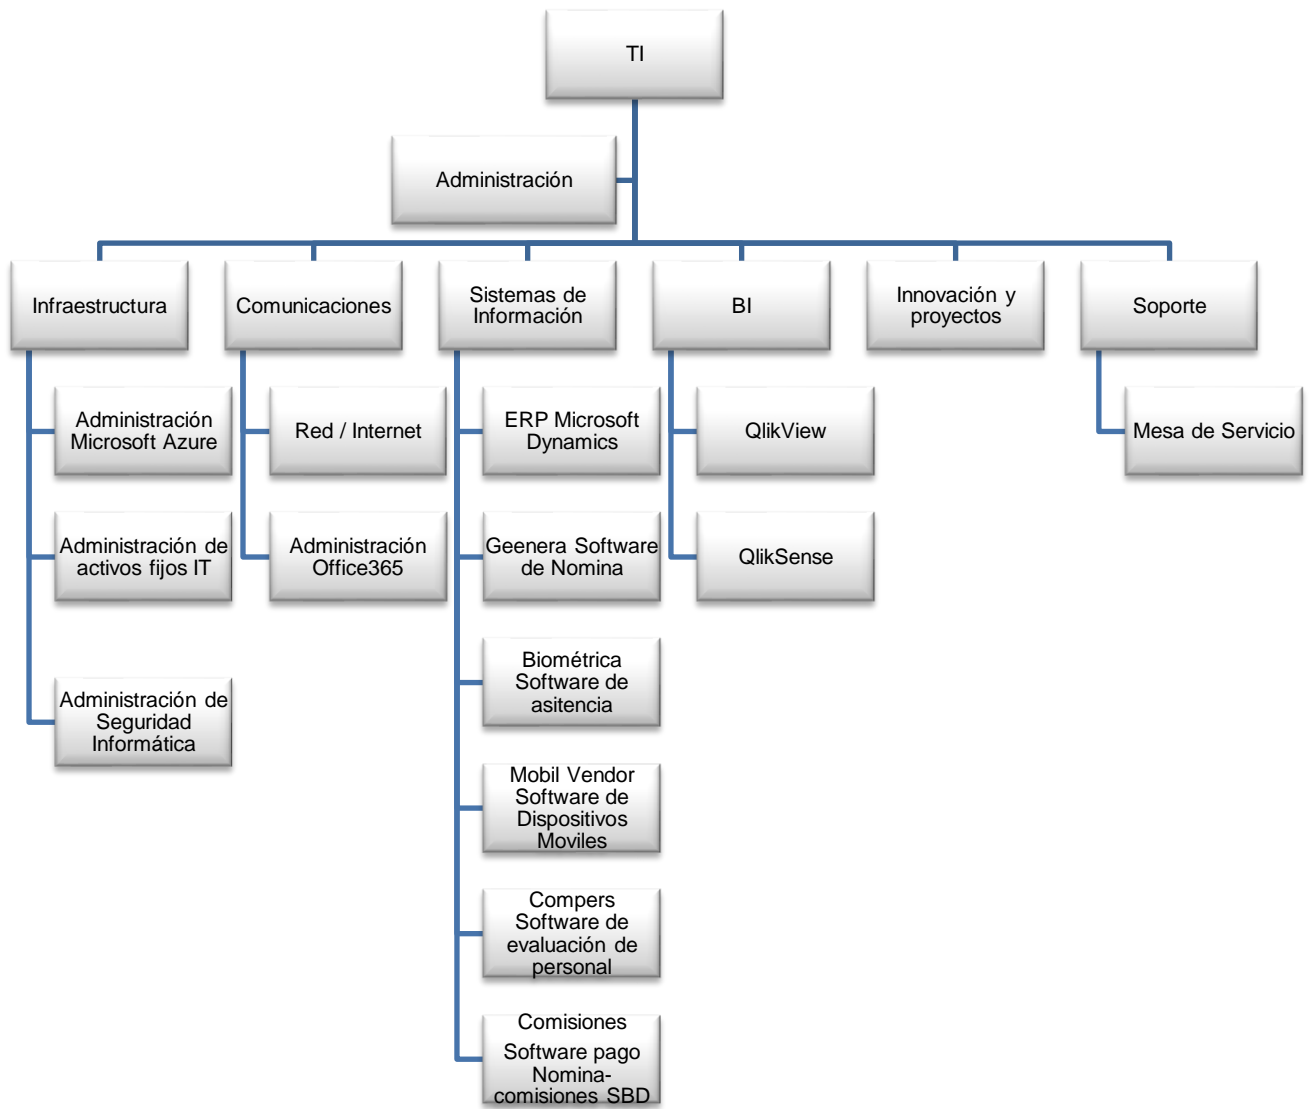 TI
Administración
Infraestructura
Comunicaciones
Sistemas de
Información
BI
Innovación y
proyectos
Soporte
Administración
Microsoft Azure
Administración de
activos fijos IT
Administración de
Seguridad
Informática
Red / Internet
Administración
Office365
ERP Microsoft
Dynamics
Geenera Software
de Nomina
Biométrica
Software de
asitencia
Mobil Vendor
Software de
Dispositivos
Moviles
Compers
Software de
evaluación de
personal
Comisiones
Software pago
Nomina-
comisiones SBD
QlikView
QlikSense
Mesa de Servicio